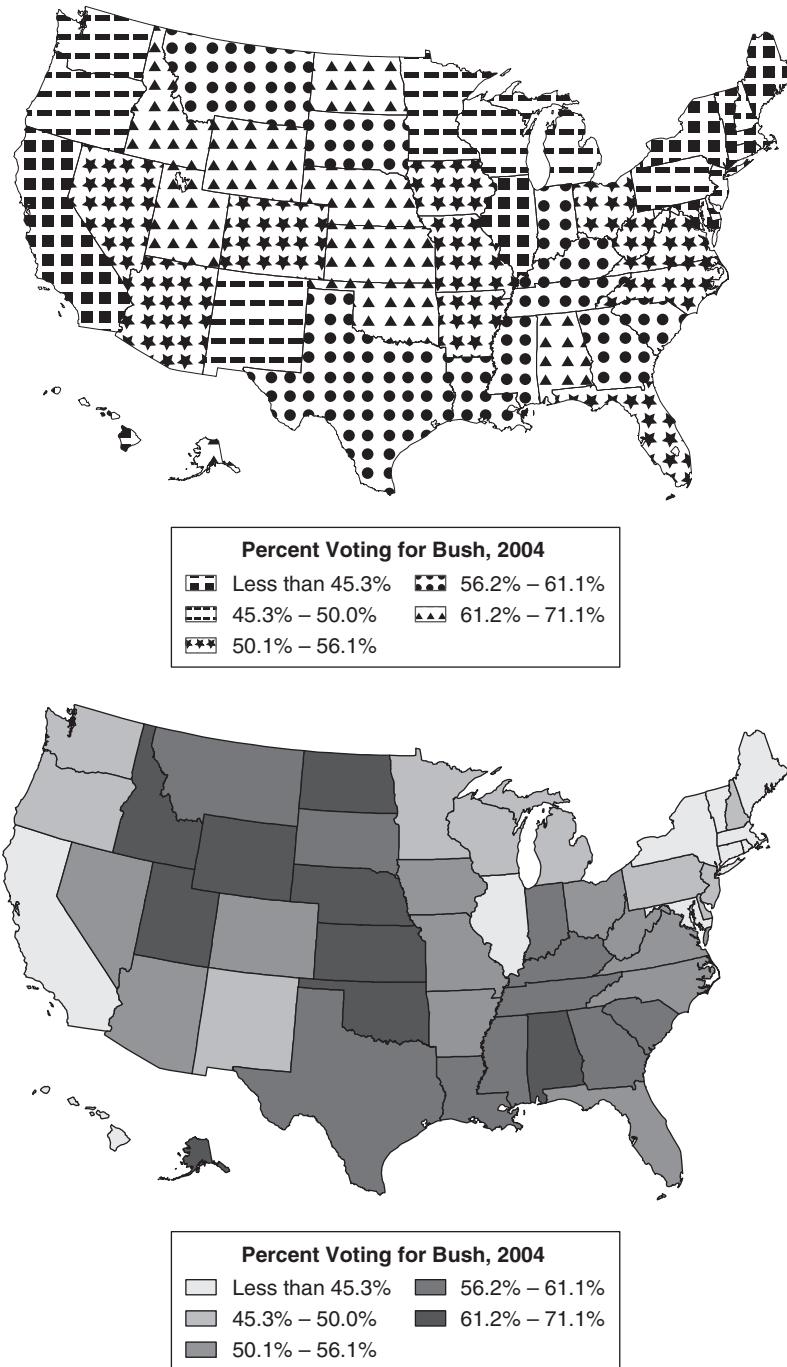 Percent Voting for Bush, 2004
Less than 45.3% 56.2% – 61.1%
45.3% – 50.0% 61.2% – 71.1%
50.1% – 56.1%
Percent Voting for Bush, 2004
Less than 45.3% 56.2% – 61.1%
45.3% – 50.0% 61.2% – 71.1%
50.1% – 56.1%